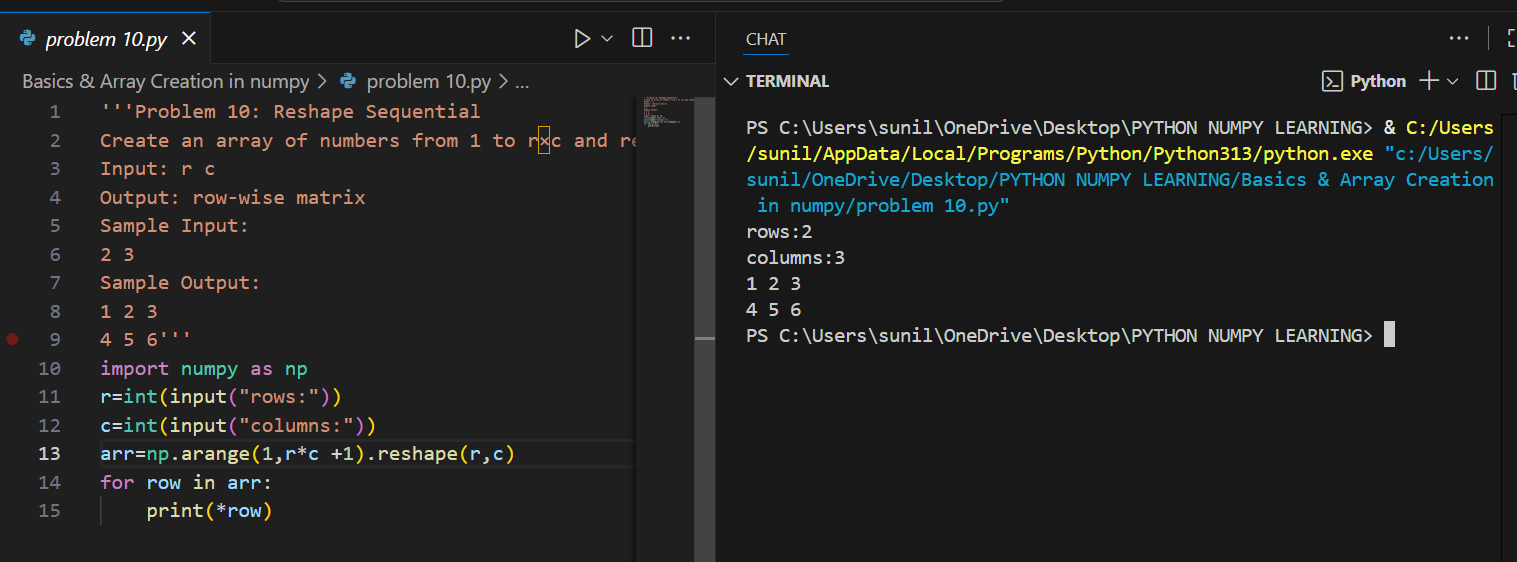 problem 10.py
Basics & Array Creation in numpy > problem 10.py > ...
1 '''Problem 10: Reshape Sequential
2 Create an array of numbers from 1 to r×c and re
3 Input: r c
4 Output: row-wise matrix
5 Sample Input:
6 2 3
7 Sample Output:
8 1 2 3
9 4 5 6'''
10 import numpy as np
11 r=int(input("rows:"))
12 c=int(input("columns:"))
13 arr=np.arange(1,r*c +1).reshape(r,c)
14 for row in arr:
15     print(*row)
CHAT
TERMINAL
Python
PS C:\Users\sunil\OneDrive\Desktop\PYTHON NUMPY LEARNING> & C:/Users
/sunil/AppData/Local/Programs/Python/Python313/python.exe "c:/Users/
sunil/OneDrive/Desktop/PYTHON NUMPY LEARNING/Basics & Array Creation
 in numpy/problem 10.py"
rows:2
columns:3
1 2 3
4 5 6
PS C:\Users\sunil\OneDrive\Desktop\PYTHON NUMPY LEARNING>